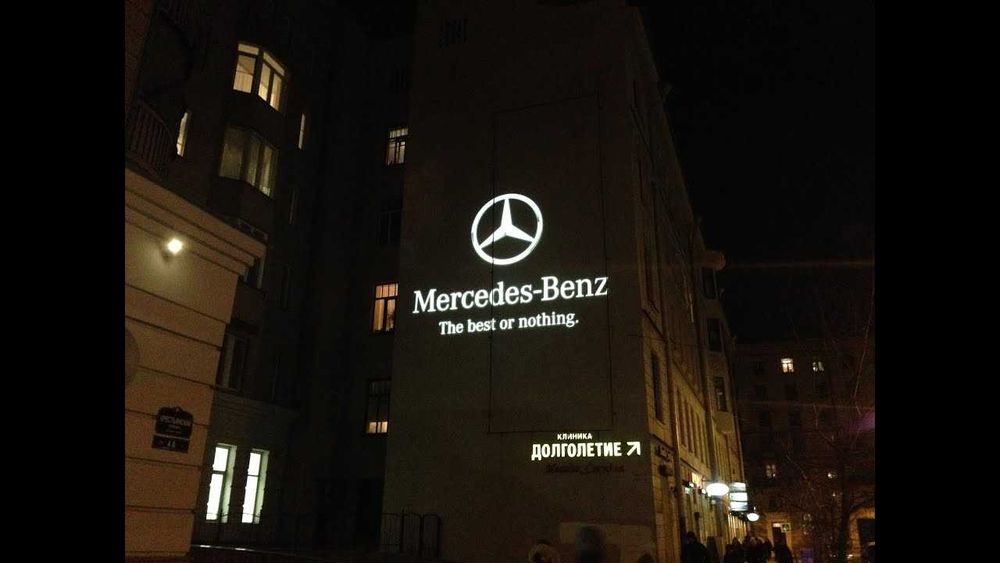 Mercedes-Benz
The best or nothing.
КЛИНИКА
ДОЛГОЛЕТИЕ